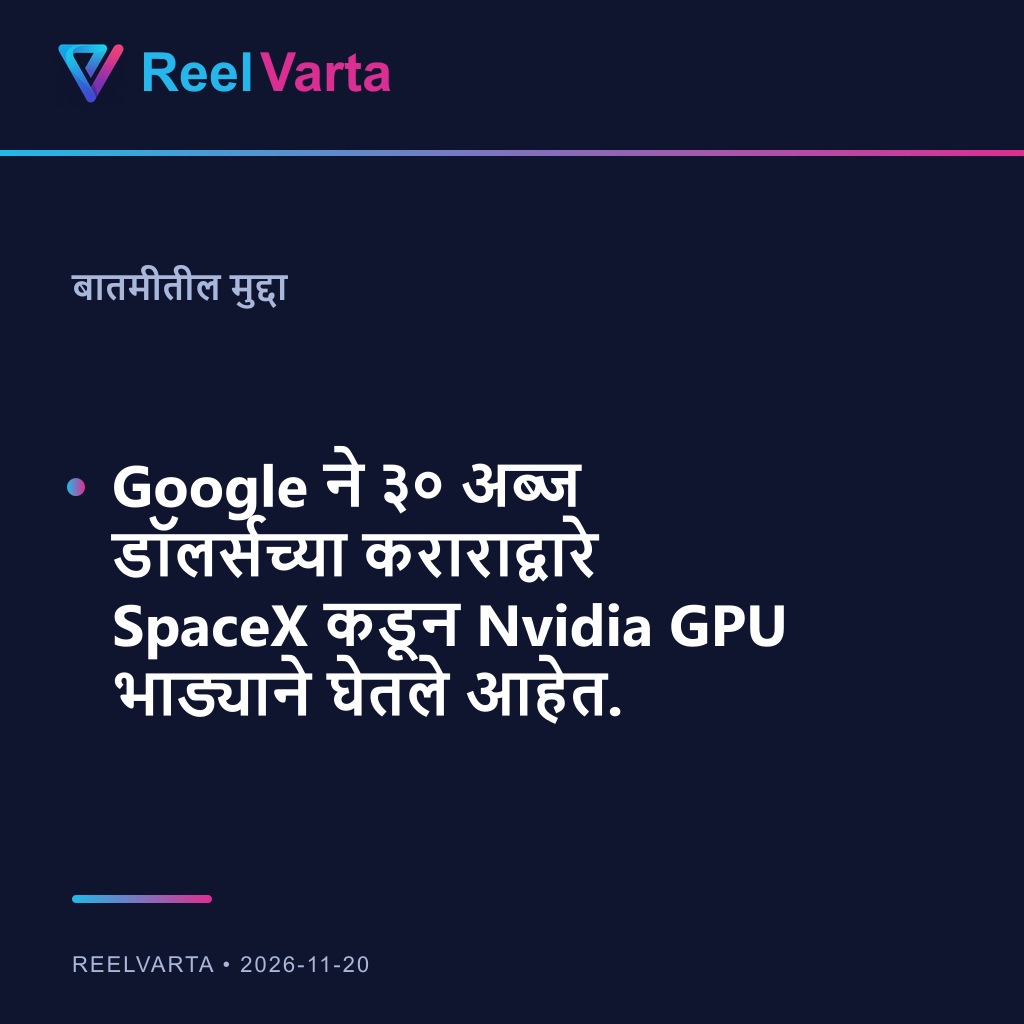 ReelVarta
बातमीतील मुद्दा
• Google ने ३० अब्ज
डॉलर्सच्या कराराद्वारे
SpaceX कडून Nvidia GPU
भाड्याने घेतले आहेत.
REELVARTA • 2026-11-20